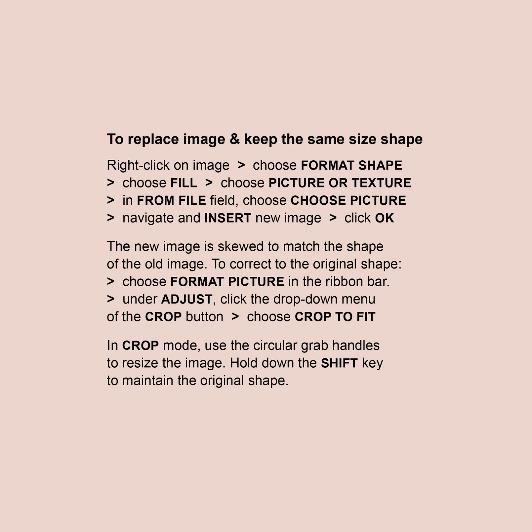 To replace image & keep the same size shape
Right-click on image > choose FORMAT SHAPE
> choose FILL > choose PICTURE OR TEXTURE
> in FROM FILE field, choose CHOOSE PICTURE
> navigate and INSERT new image > click OK
The new image is skewed to match the shape
of the old image. To correct to the original shape:
> choose FORMAT PICTURE in the ribbon bar.
> under ADJUST, click the drop-down menu
of the CROP button > choose CROP TO FIT
In CROP mode, use the circular grab handles
to resize the image. Hold down the SHIFT key
to maintain the original shape.